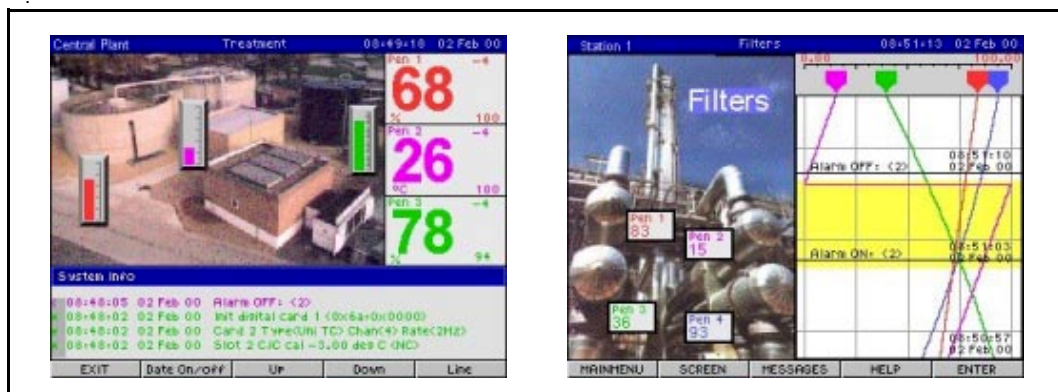 Central Plant Treatment 08:49:18 02 Feb 00
Pen 1 -4
68
% 100
Pen 2 -4
26
ºC 100
Pen 3 -4
78
% 94
System info
08:48:05 02 Feb 00 Alarm OFF: <2>
08:48:02 02 Feb 00 Init digital card 1 <0x6a:0x0000>
08:48:02 02 Feb 00 Card 2 Type<Uni TC> Chan<4> Rate<2Hz>
08:48:02 02 Feb 00 Slot 2 CJC cal -3.00 deg C <NC>
EXIT Date On/off Up Down Line
Station 1 Filters 08:51:13 02 Feb 00
0.00 100.00
Filters
08:51:10
Alarm OFF: <2> 02 Feb 00
Pen 1
83
Pen 2
15
08:51:03
Alarm ON: <2> 02 Feb 00
Pen 3
36
Pen 4
93
08:50:57
02 Feb 00
MAINMENU SCREEN MESSAGES HELP ENTER